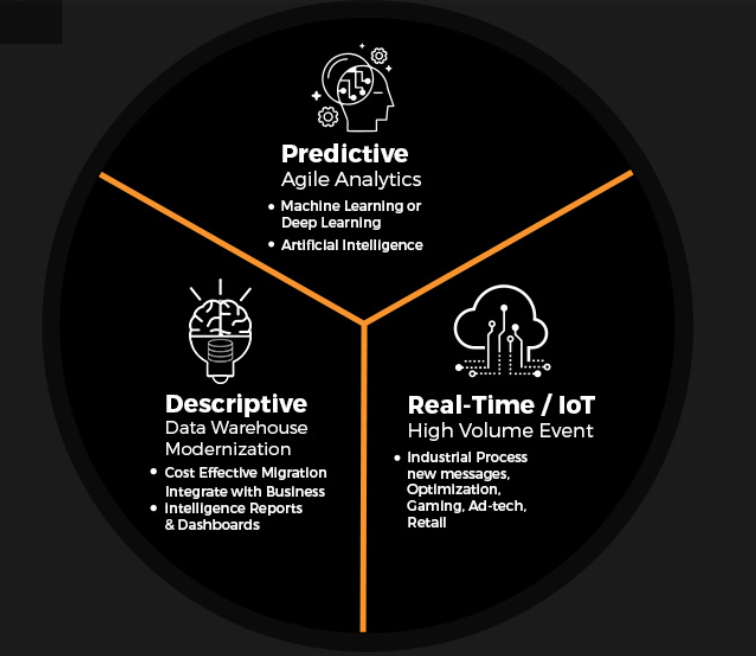 Predictive
Agile Analytics
• Machine Learning or
Deep Learning
• Artificial Intelligence
Descriptive
Data Warehouse
Modernization
• Cost Effective Migration
Integrate with Business
• Intelligence Reports
& Dashboards
Real-Time / IoT
High Volume Event
• Industrial Process
new messages,
Optimization,
Gaming, Ad-tech,
Retail